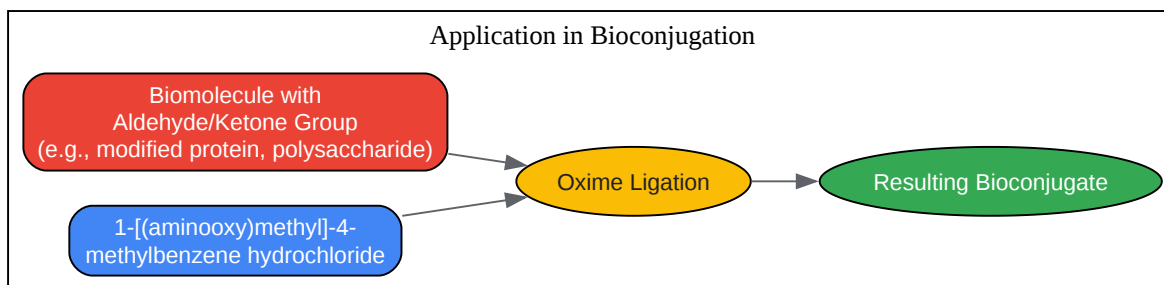 Application in Bioconjugation
Biomolecule with
Aldehyde/Ketone Group
(e.g., modified protein, polysaccharide)
1-[(aminooxy)methyl]-4-
methylbenzene hydrochloride
Oxime Ligation
Resulting Bioconjugate